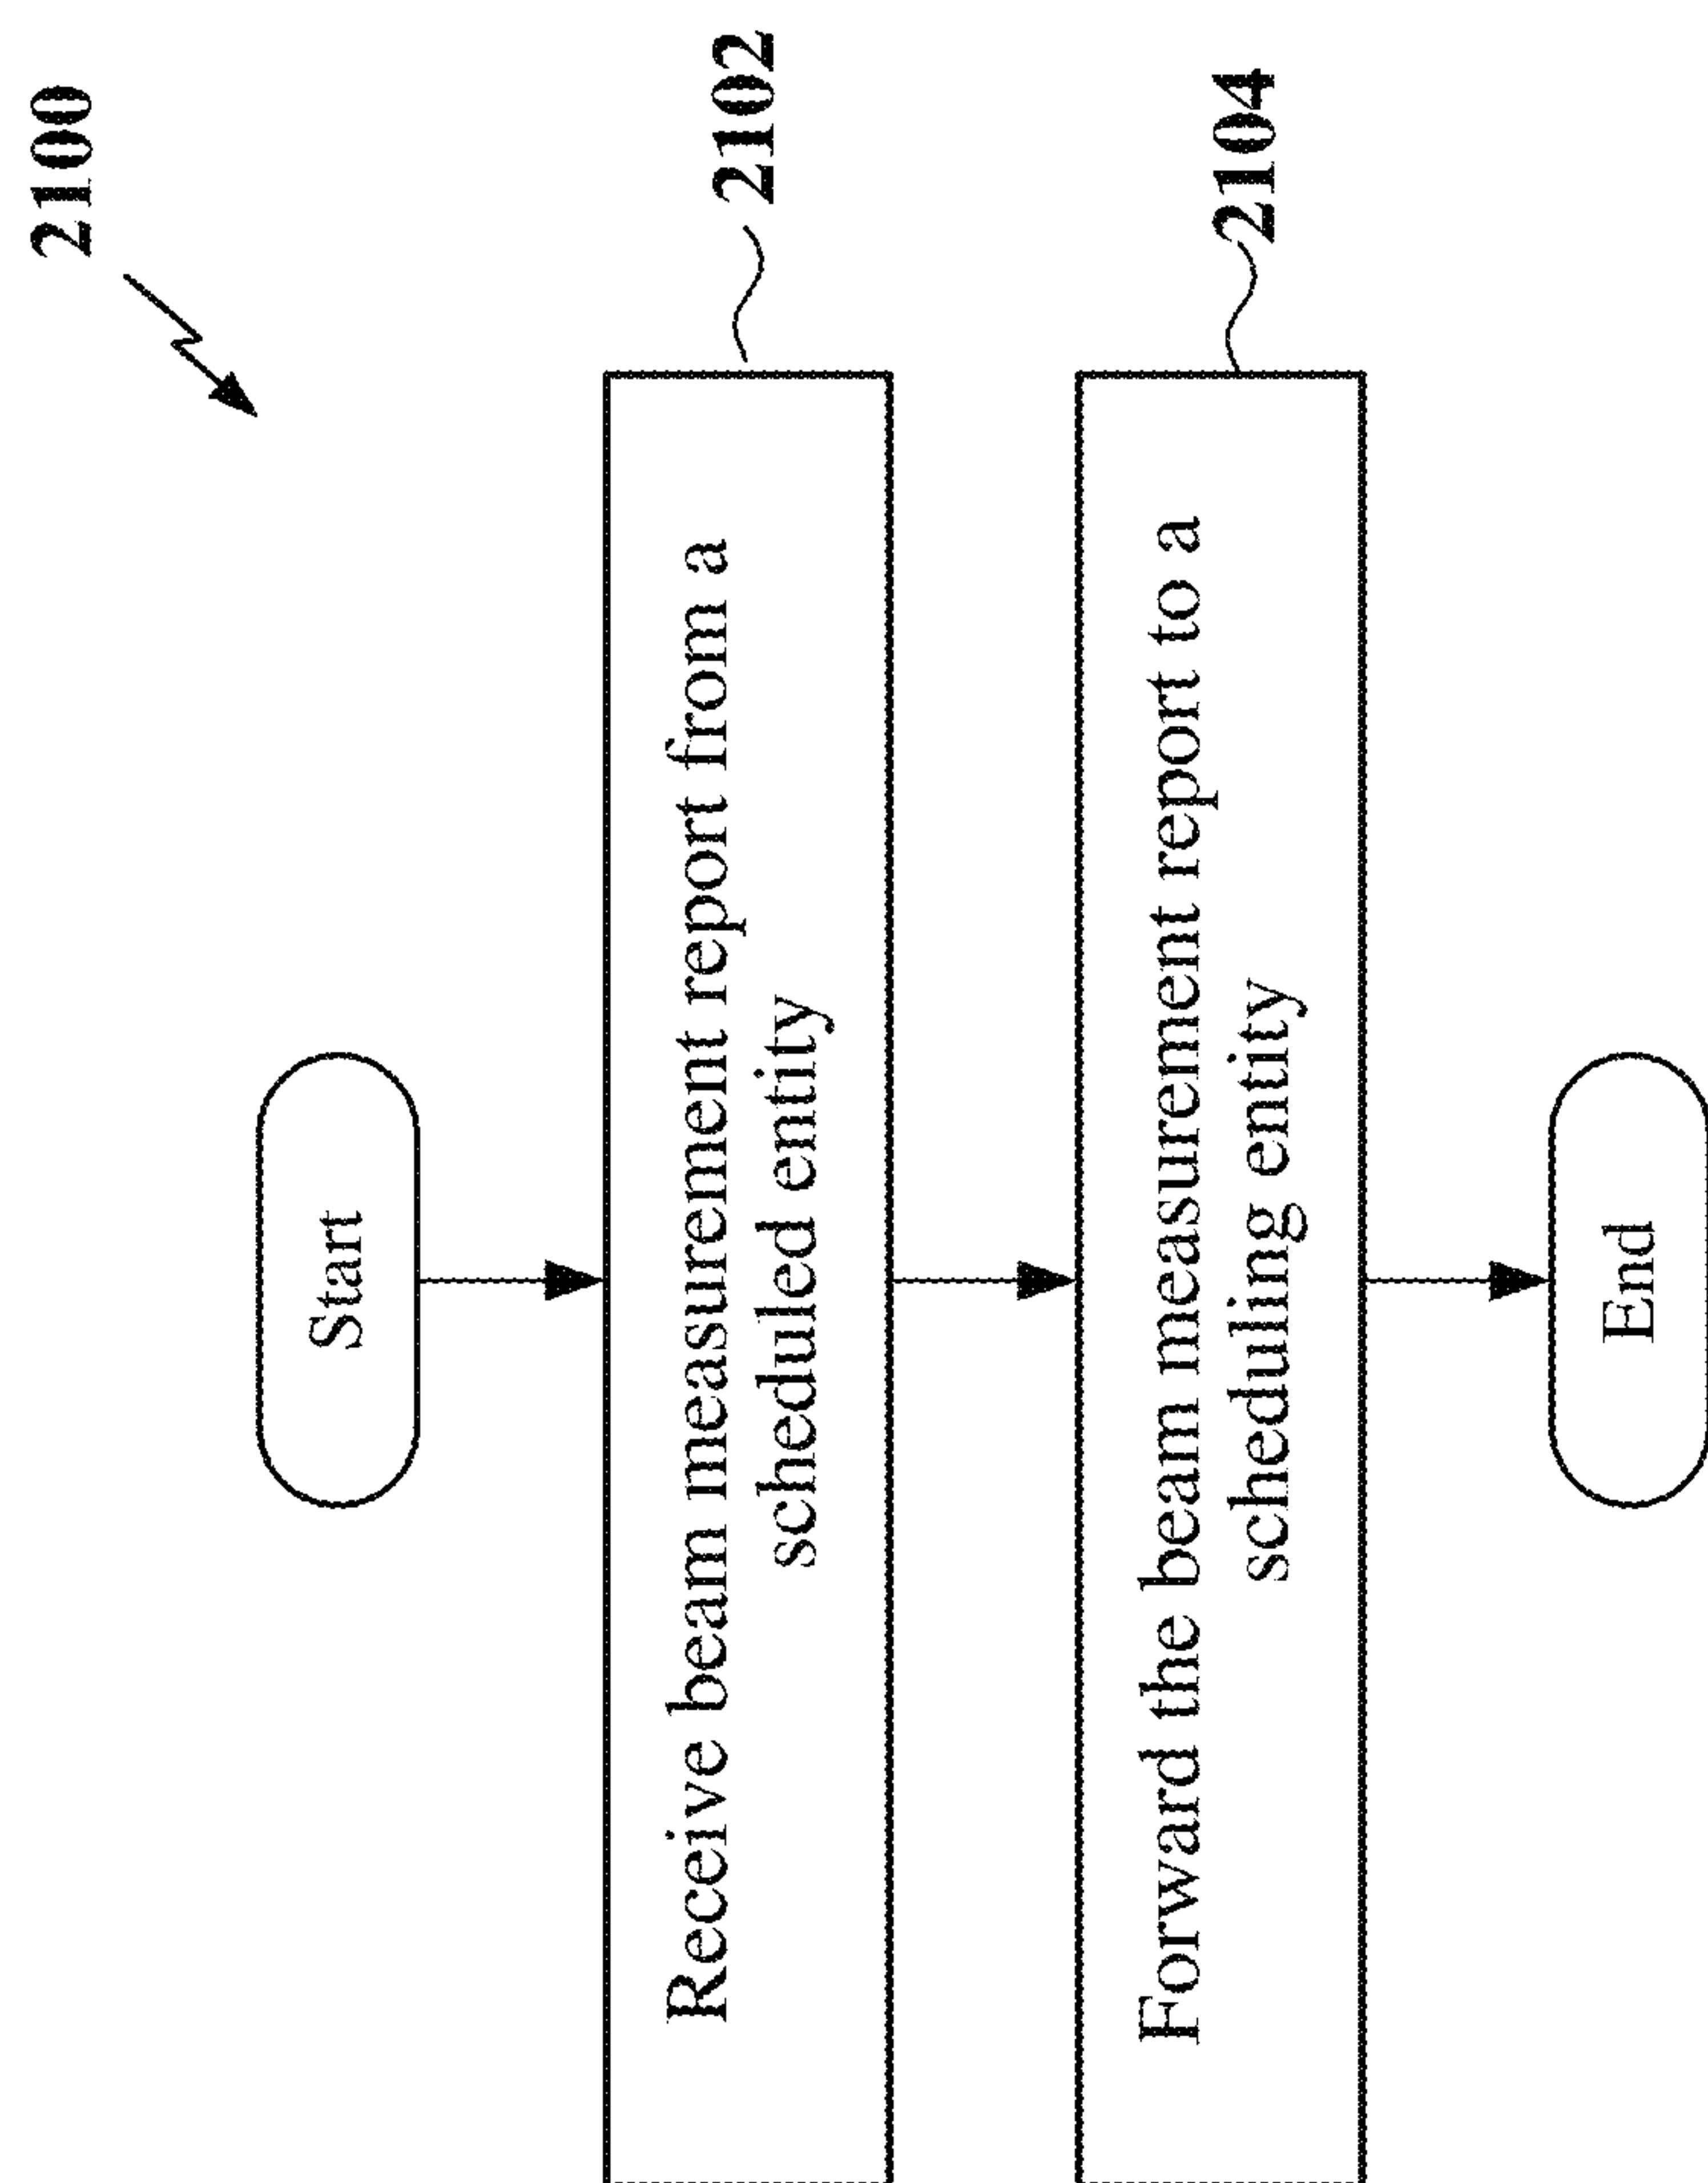 2100
Start
Receive beam measurement report from a
scheduled entity
2102
Forward the beam measurement report to a
scheduling entity
2104
End